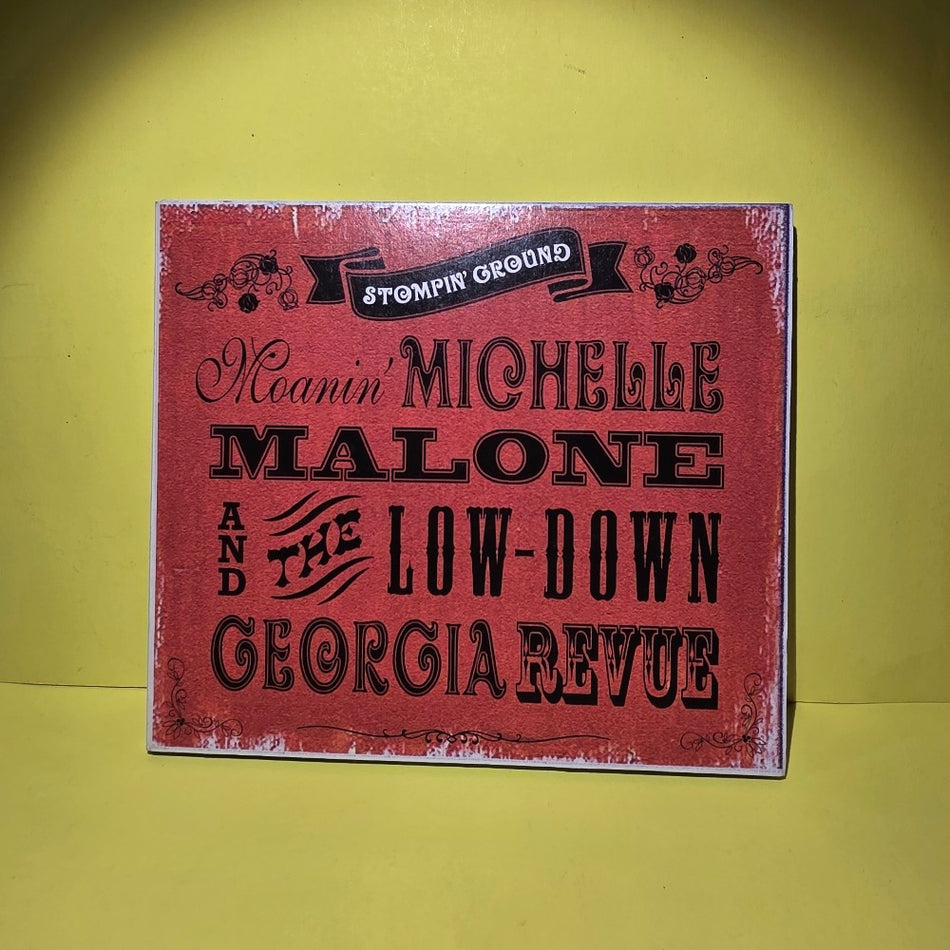 STOMPIN' GROUND
Moanin' MICHELLE
MALONE
AND THE LOW-DOWN
GEORGIA REVUE